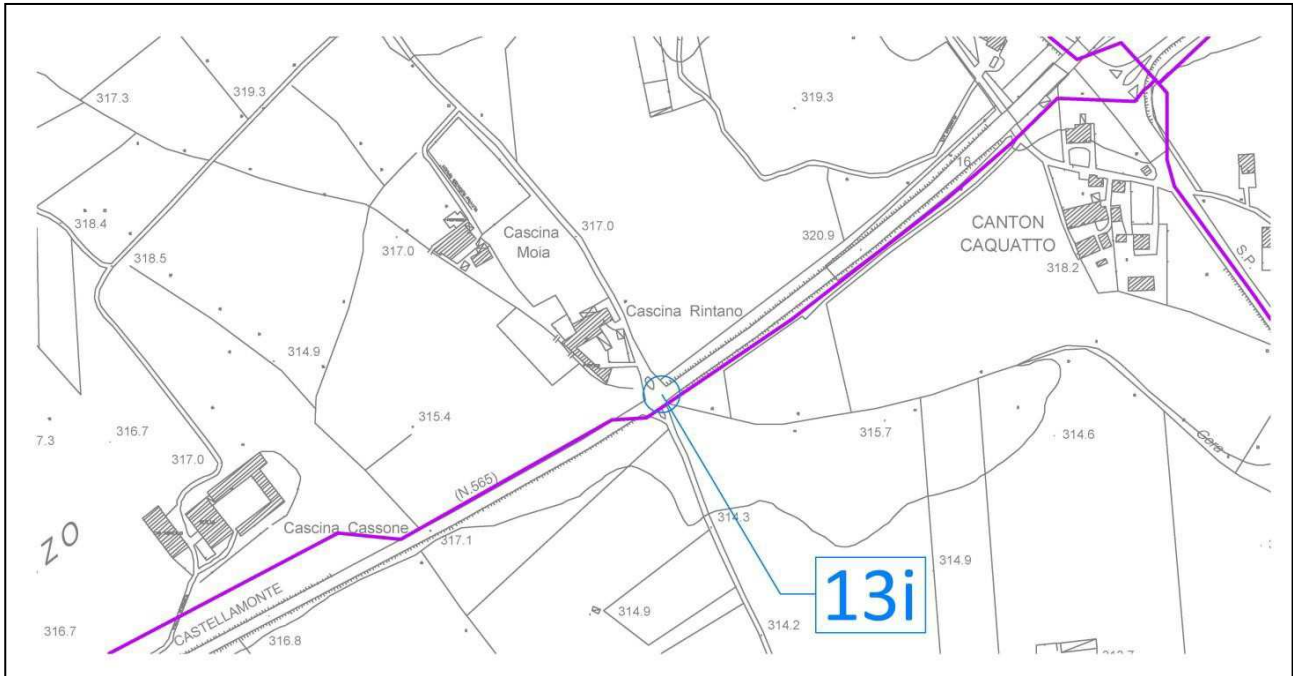 317.3
319.3
319.3
16
318.4
318.5
317.0
Cascina
Moia
317.0
320.9
CANTON
CAQUATTO
318.2
S.P.
Cascina Rintano
314.9
315.4
315.7
314.6
7.3
316.7
317.0
(N.565)
Cascina Cassone
317.1
314.3
ZO
314.9
13i
CASTELLAMONTE
314.9
314.2
316.7
316.8